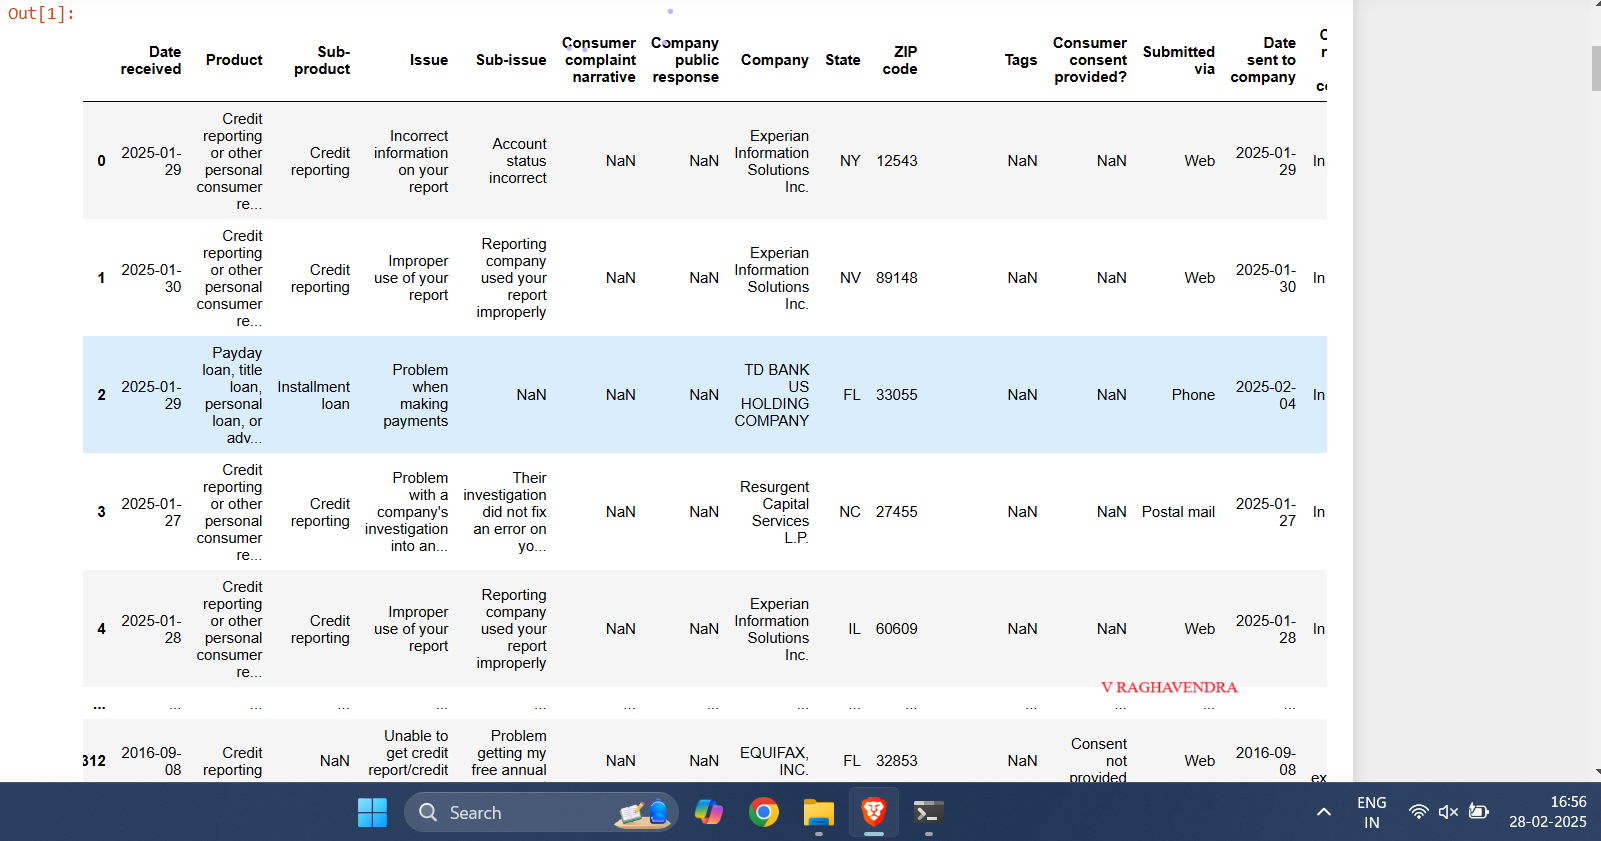 Out[1]:
Date received Product Sub-product Issue Sub-issue Consumer complaint narrative Company public response Company State ZIP code Tags Consumer consent provided? Submitted via Date sent to company
0 2025-01-29 Credit reporting or other personal consumer re... Credit reporting Incorrect information on your report Account status incorrect NaN NaN Experian Information Solutions Inc. NY 12543 NaN NaN Web 2025-01-29 In
1 2025-01-30 Credit reporting or other personal consumer re... Credit reporting Improper use of your report Reporting company used your report improperly NaN NaN Experian Information Solutions Inc. NV 89148 NaN NaN Web 2025-01-30 In
2 2025-01-29 Payday loan, title loan, personal loan, or adv... Installment loan Problem when making payments NaN NaN NaN TD BANK US HOLDING COMPANY FL 33055 NaN NaN Phone 2025-02-04 In
3 2025-01-27 Credit reporting or other personal consumer re... Credit reporting Problem with a company's investigation into an... Their investigation did not fix an error on yo... NaN NaN Resurgent Capital Services L.P. NC 27455 NaN NaN Postal mail 2025-01-27 In
4 2025-01-28 Credit reporting or other personal consumer re... Credit reporting Improper use of your report Reporting company used your report improperly NaN NaN Experian Information Solutions Inc. IL 60609 NaN NaN Web 2025-01-28 In
V RAGHAVENDRA
... ... ... ... ... ... ... ... ... ... ... ... ... ... ...
312 2016-09-08 Credit reporting NaN Unable to get credit report/credit Problem getting my free annual NaN NaN EQUIFAX, INC. FL 32853 NaN Consent not provided Web 2016-09-08 ex
Search
ENG IN
16:56
28-02-2025